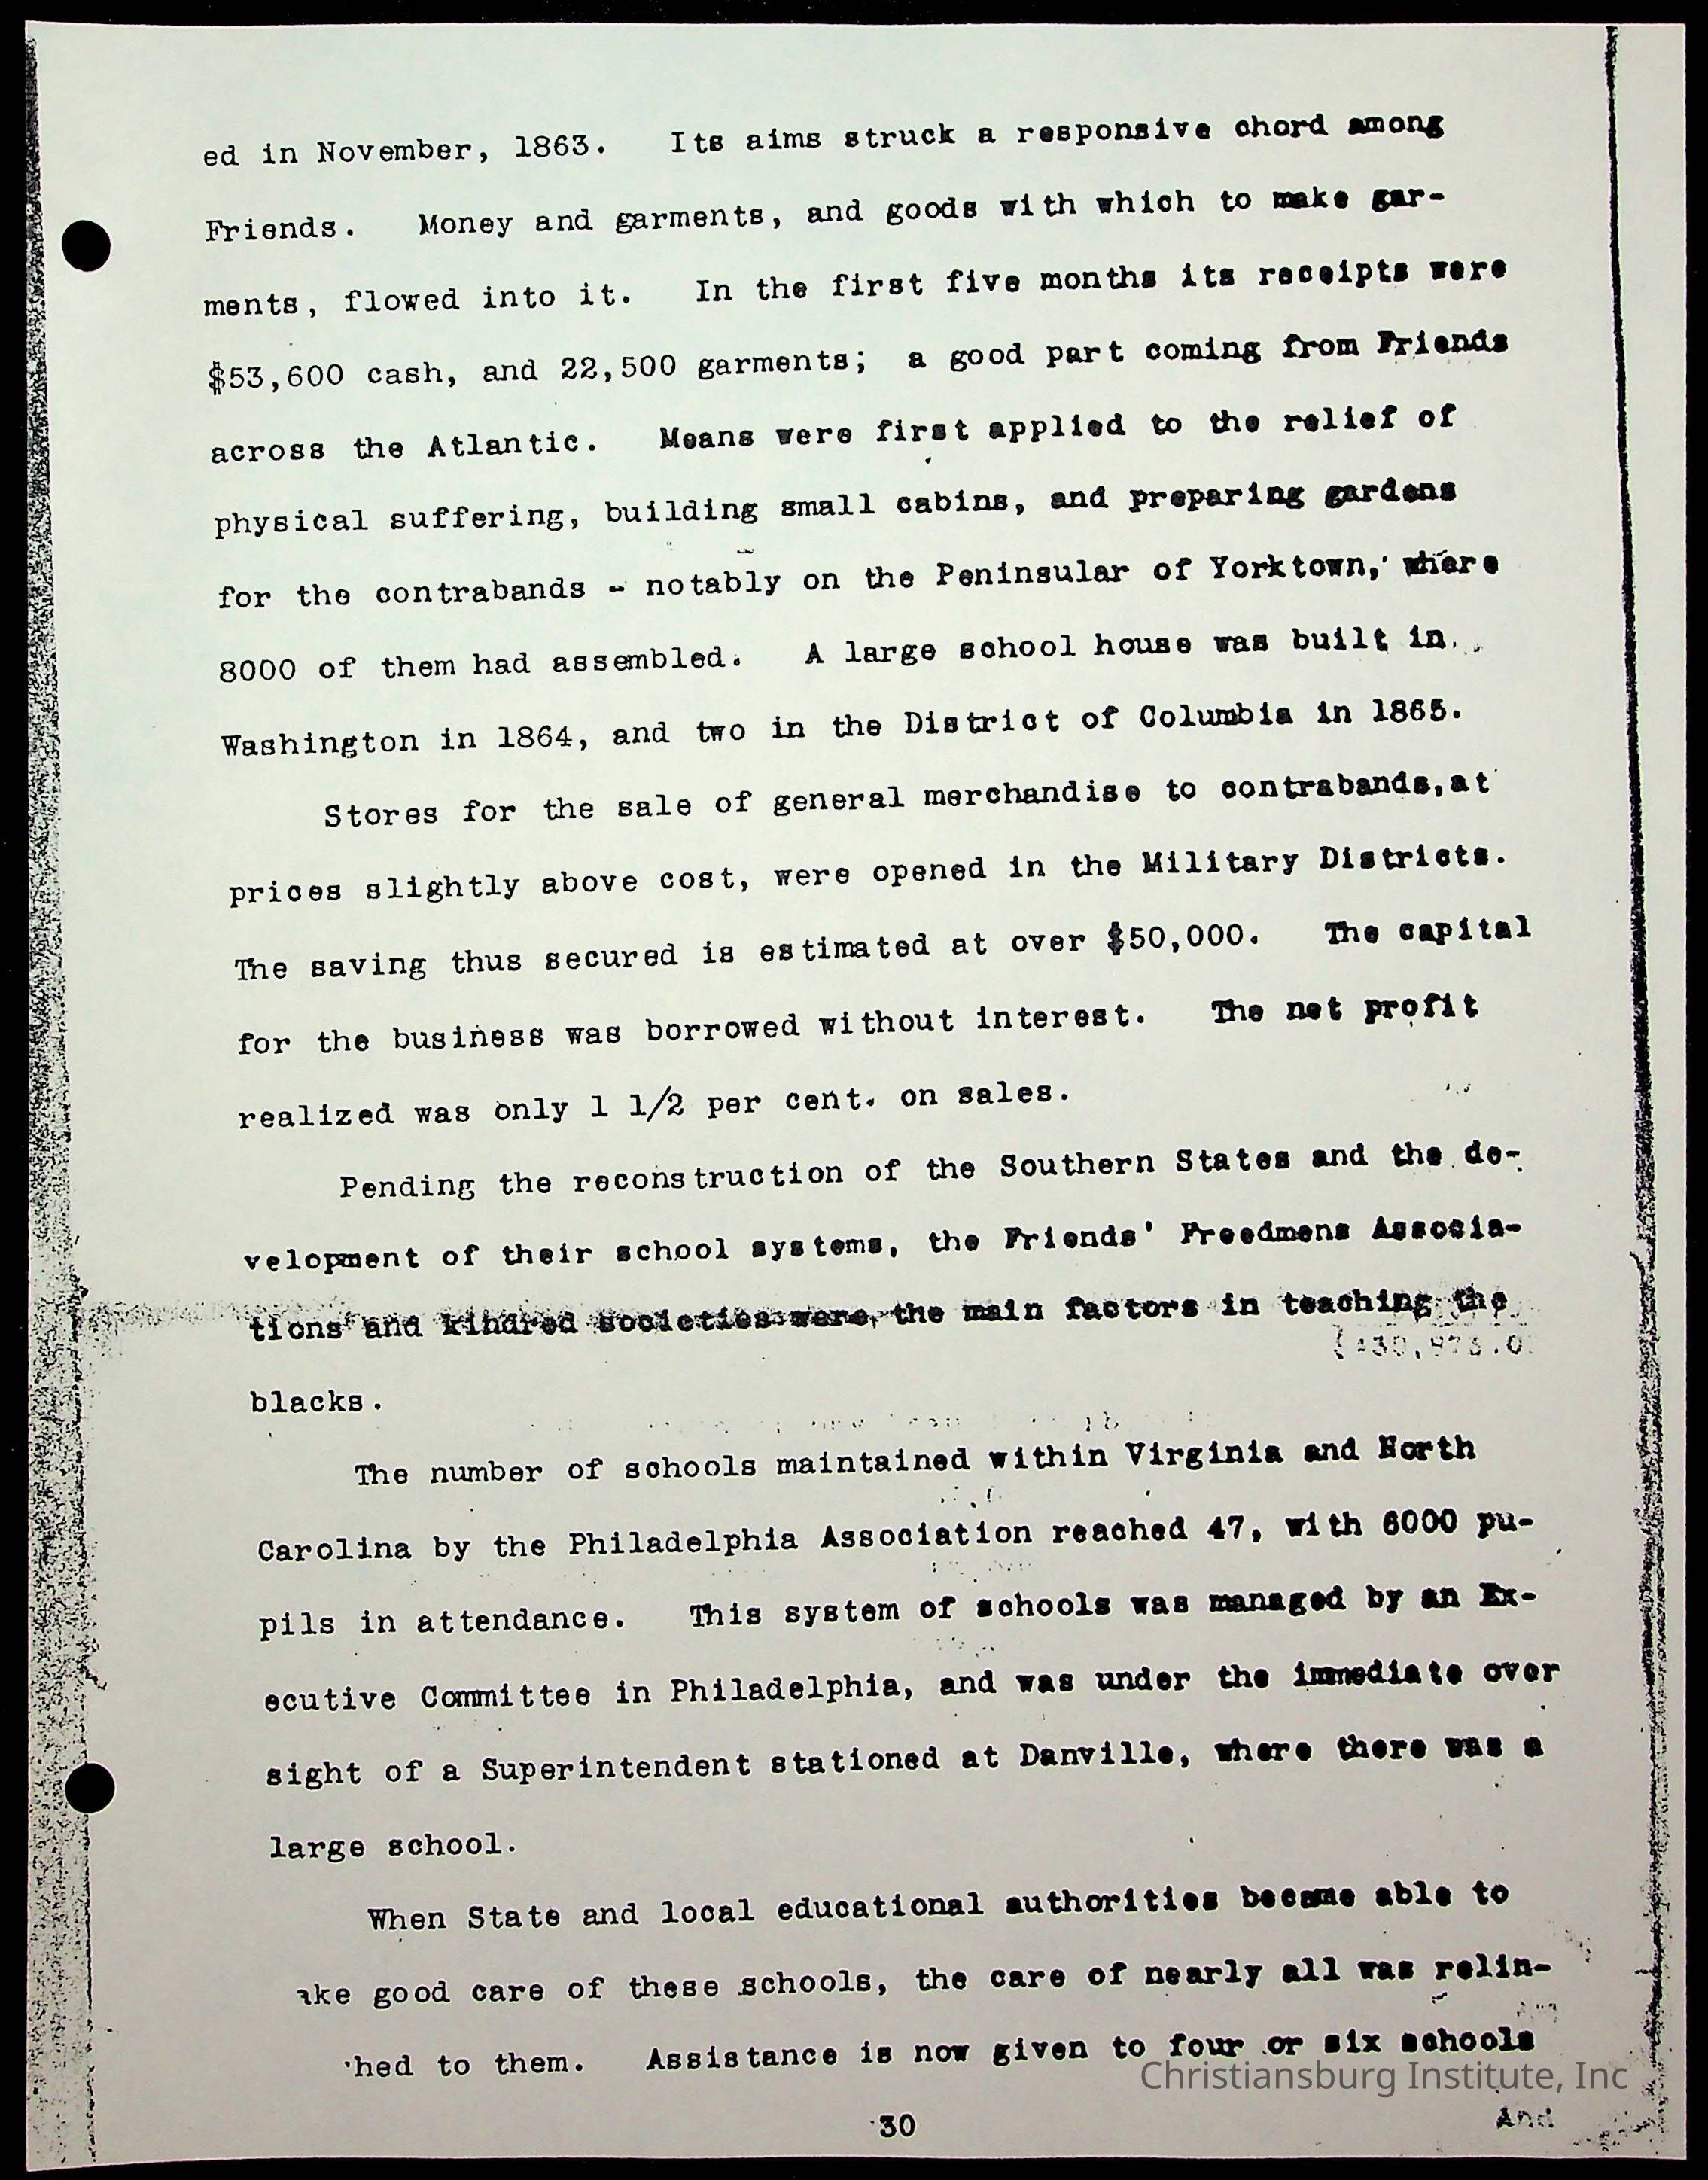 ed in November, 1863. Its aims struck a responsive chord among
Friends. Money and garments, and goods with which to make gar-
ments, flowed into it. In the first five months its receipts were
$53,600 cash, and 22,500 garments; a good part coming from Friends
across the Atlantic. Means were first applied to the relief of
physical suffering, building small cabins, and preparing gardens
for the contrabands - notably on the Peninsular of Yorktown, where
8000 of them had assembled. A large school house was built in
Washington in 1864, and two in the District of Columbia in 1865.
Stores for the sale of general merchandise to contrabands, at
prices slightly above cost, were opened in the Military Districts.
The saving thus secured is estimated at over $50,000. The capital
for the business was borrowed without interest. The net profit
realized was only 1 1/2 per cent. on sales.
Pending the reconstruction of the Southern States and the de-
velopment of their school systems, the Friends' Freedmens Associa-
tions and kindred societies were the main factors in teaching the
blacks.
The number of schools maintained within Virginia and North
Carolina by the Philadelphia Association reached 47, with 6000 pu-
pils in attendance. This system of schools was managed by an Ex-
ecutive Committee in Philadelphia, and was under the immediate over
sight of a Superintendent stationed at Danville, where there was a
large school.
When State and local educational authorities became able to
ake good care of these schools, the care of nearly all was relin-
hed to them. Assistance is now given to four or six schools
Christiansburg Institute, Inc
And
30